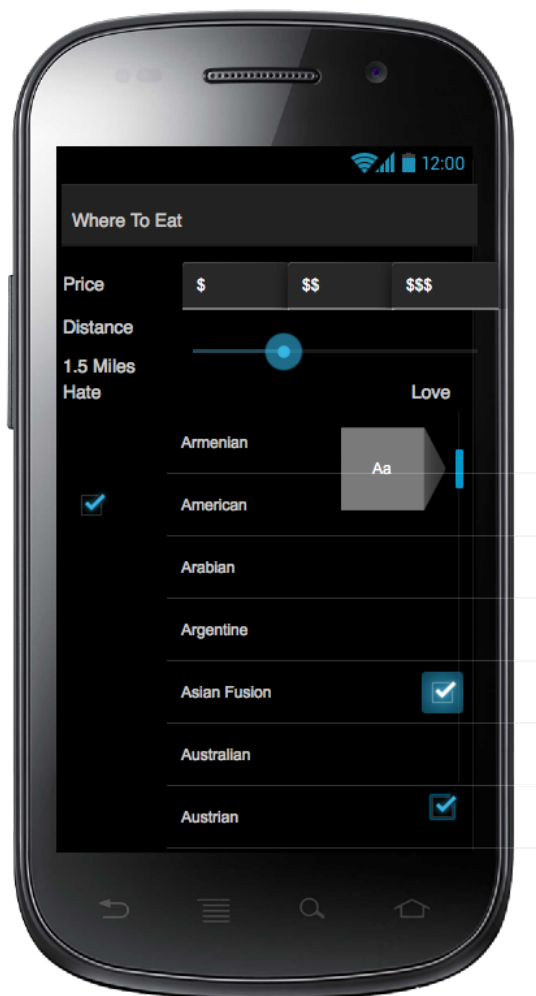 12:00
Where To Eat
Price $ $$ $$$
Distance
1.5 Miles
Hate Love
Armenian
Aa
American
Arabian
Argentine
Asian Fusion
Australian
Austrian